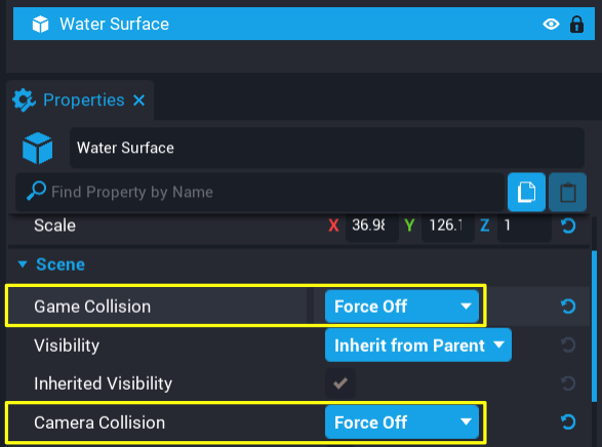 Water Surface
Properties
Water Surface
Find Property by Name
Scale X 36.98 Y 126.1 Z 1
Scene
Game Collision Force Off
Visibility Inherit from Parent
Inherited Visibility
Camera Collision Force Off